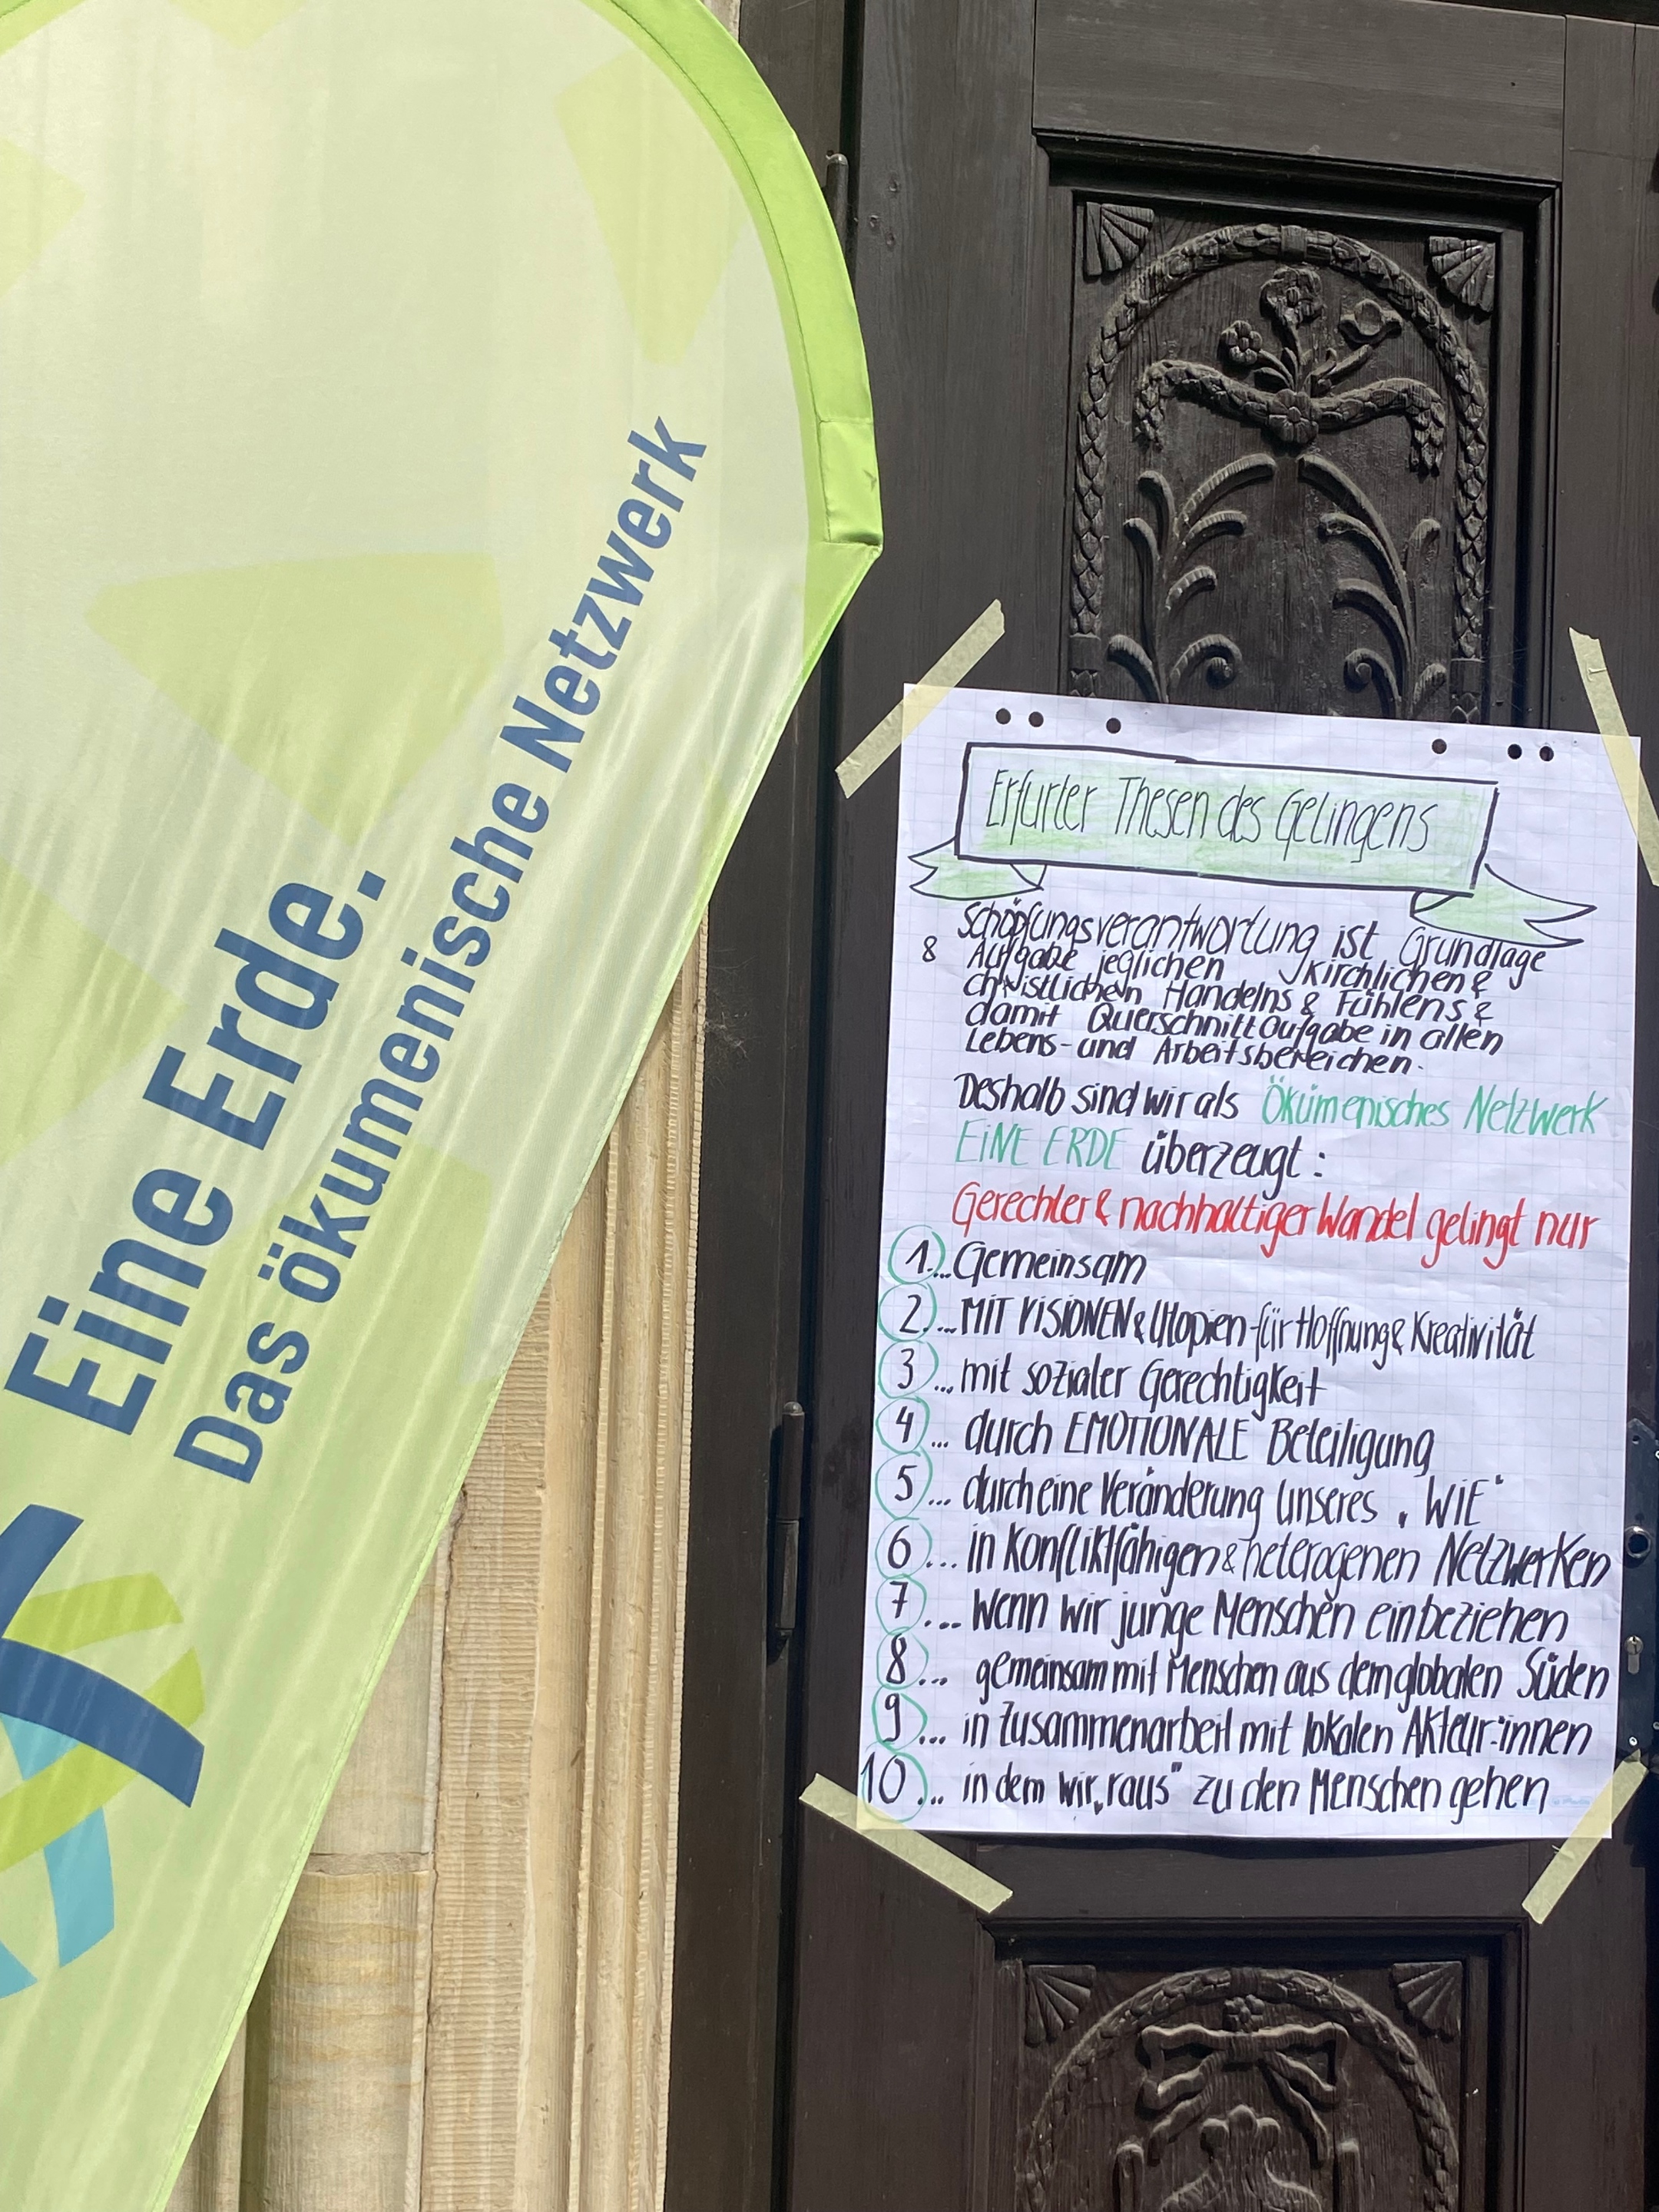 Eine Erde.
Das ökumenische Netzwerk
Erfurter Thesen des Gelingens
Schöpfungsverantwortung ist Grundlage
& Aufgabe jeglichen kirchlichen &
christlichen Handelns & Fühlens &
damit Querschnittaufgabe in allen
Lebens- und Arbeitsbereichen.
Deshalb sind wir als Ökumenisches Netzwerk
EINE ERDE überzeugt:
Gerechter & nachhaltiger Wandel gelingt nur
1. ...Gemeinsam
2. ...MIT VISIONEN & Utopien - für Hoffnung & Kreativität
3 ...mit sozialer Gerechtigkeit
4 ... durch EMOTIONALE Beteiligung
5 ... durch eine Veränderung unseres „WIE"
6 ... in Konfliktfähigen & heterogenen Netzwerken
7 ... Wenn wir junge Menschen einbeziehen
8 ... gemeinsam mit Menschen aus dem globalen Süden
9 ... in Zusammenarbeit mit lokalen Akteur:innen
10 ... in dem wir „raus" zu den Menschen gehen